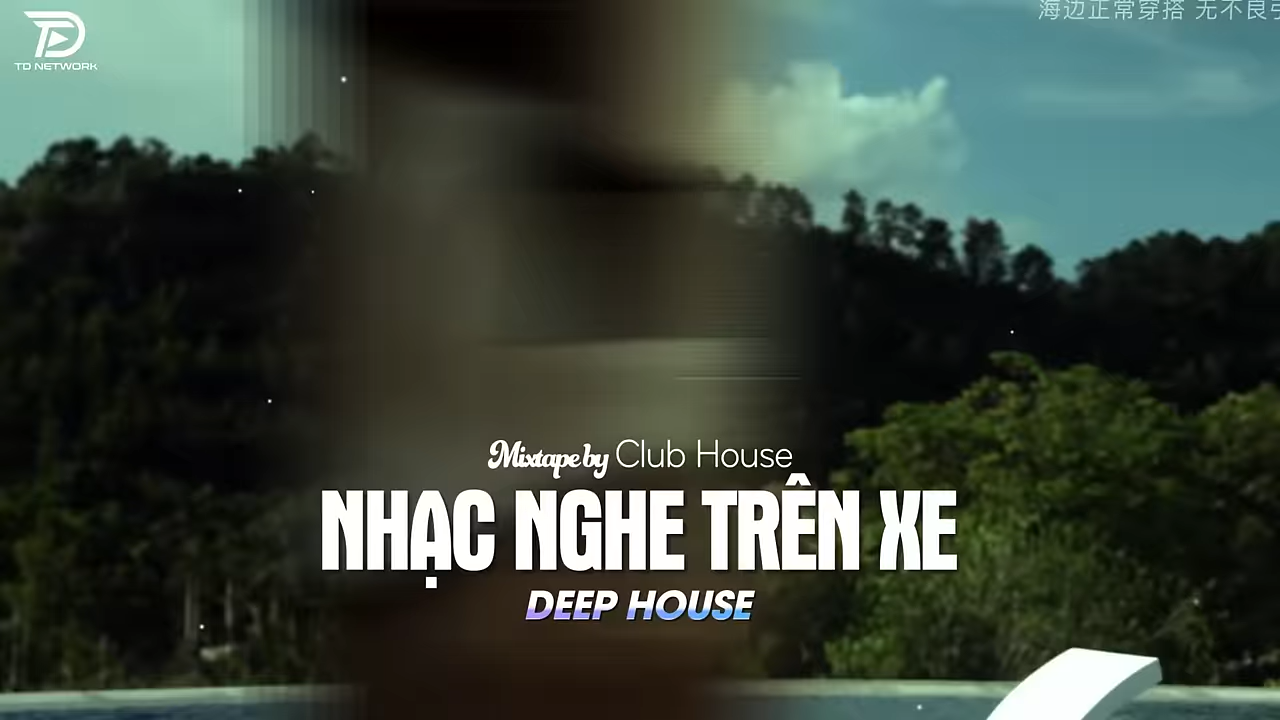 TD NETWORK
海边正常穿搭 无不良
Mixtape by Club House
NHẠC NGHE TRÊN XE
DEEP HOUSE